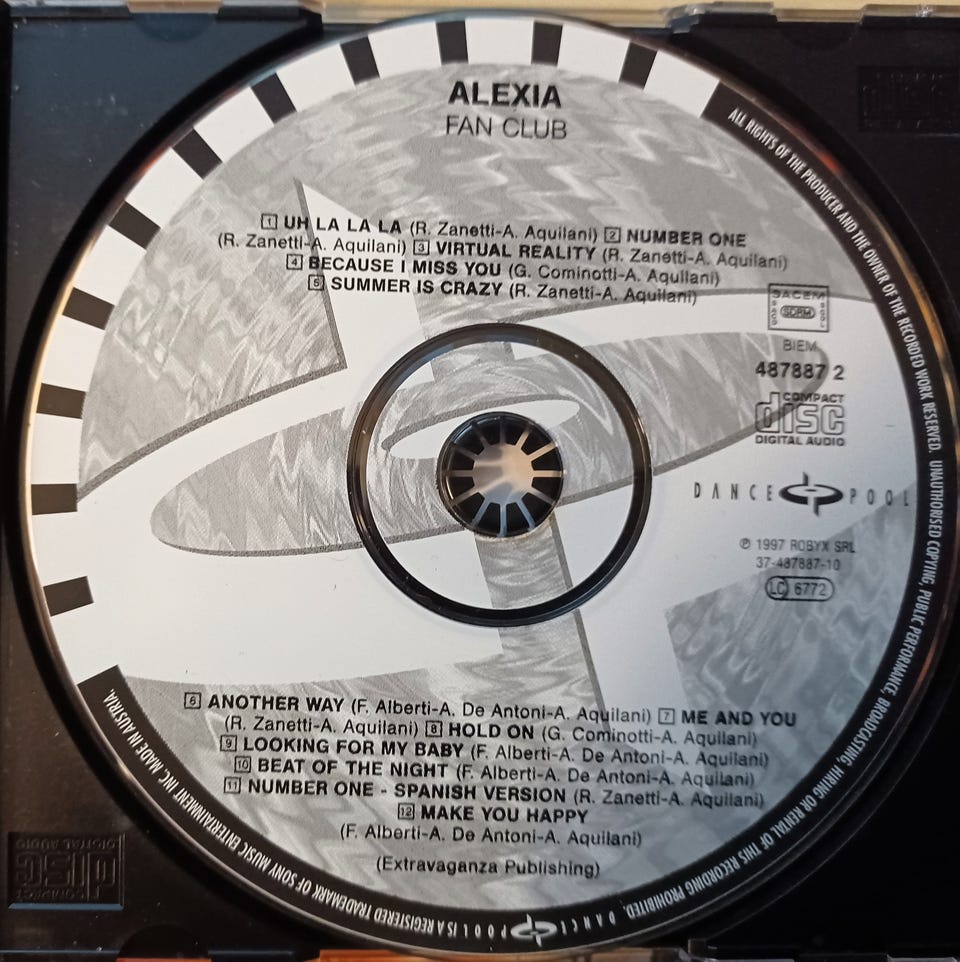 ALEXIA
FAN CLUB
1 UH LA LA LA (R. Zanetti-A. Aquilani) 2 NUMBER ONE
(R. Zanetti-A. Aquilani) 3 VIRTUAL REALITY (R. Zanetti-A. Aquilani)
4 BECAUSE I MISS YOU (G. Cominotti-A. Aquilani)
5 SUMMER IS CRAZY (R. Zanetti-A. Aquilani)
SACEM
SDRM
BIEM
487887 2
COMPACT
disc
DIGITAL AUDIO
DANCE POOL
℗ 1997 ROBYX SRL
37-487887-10
LC 6772
6 ANOTHER WAY (F. Alberti-A. De Antoni-A. Aquilani) 7 ME AND YOU
(R. Zanetti-A. Aquilani) 8 HOLD ON (G. Cominotti-A. Aquilani)
9 LOOKING FOR MY BABY (F. Alberti-A. De Antoni-A. Aquilani)
10 BEAT OF THE NIGHT (F. Alberti-A. De Antoni-A. Aquilani)
11 NUMBER ONE - SPANISH VERSION (R. Zanetti-A. Aquilani)
12 MAKE YOU HAPPY
(F. Alberti-A. De Antoni-A. Aquilani)
(Extravaganza Publishing)
ALL RIGHTS OF THE PRODUCER AND THE OWNER OF THE RECORDED WORK RESERVED. UNAUTHORISED COPYING, PUBLIC PERFORMANCE, BROADCASTING, HIRING OR RENTAL OF THIS RECORDING PROHIBITED. DANCE POOL IS A REGISTERED TRADEMARK OF SONY MUSIC ENTERTAINMENT INC. MADE IN AUSTRIA.
COMPACT
disc
DIGITAL AUDIO